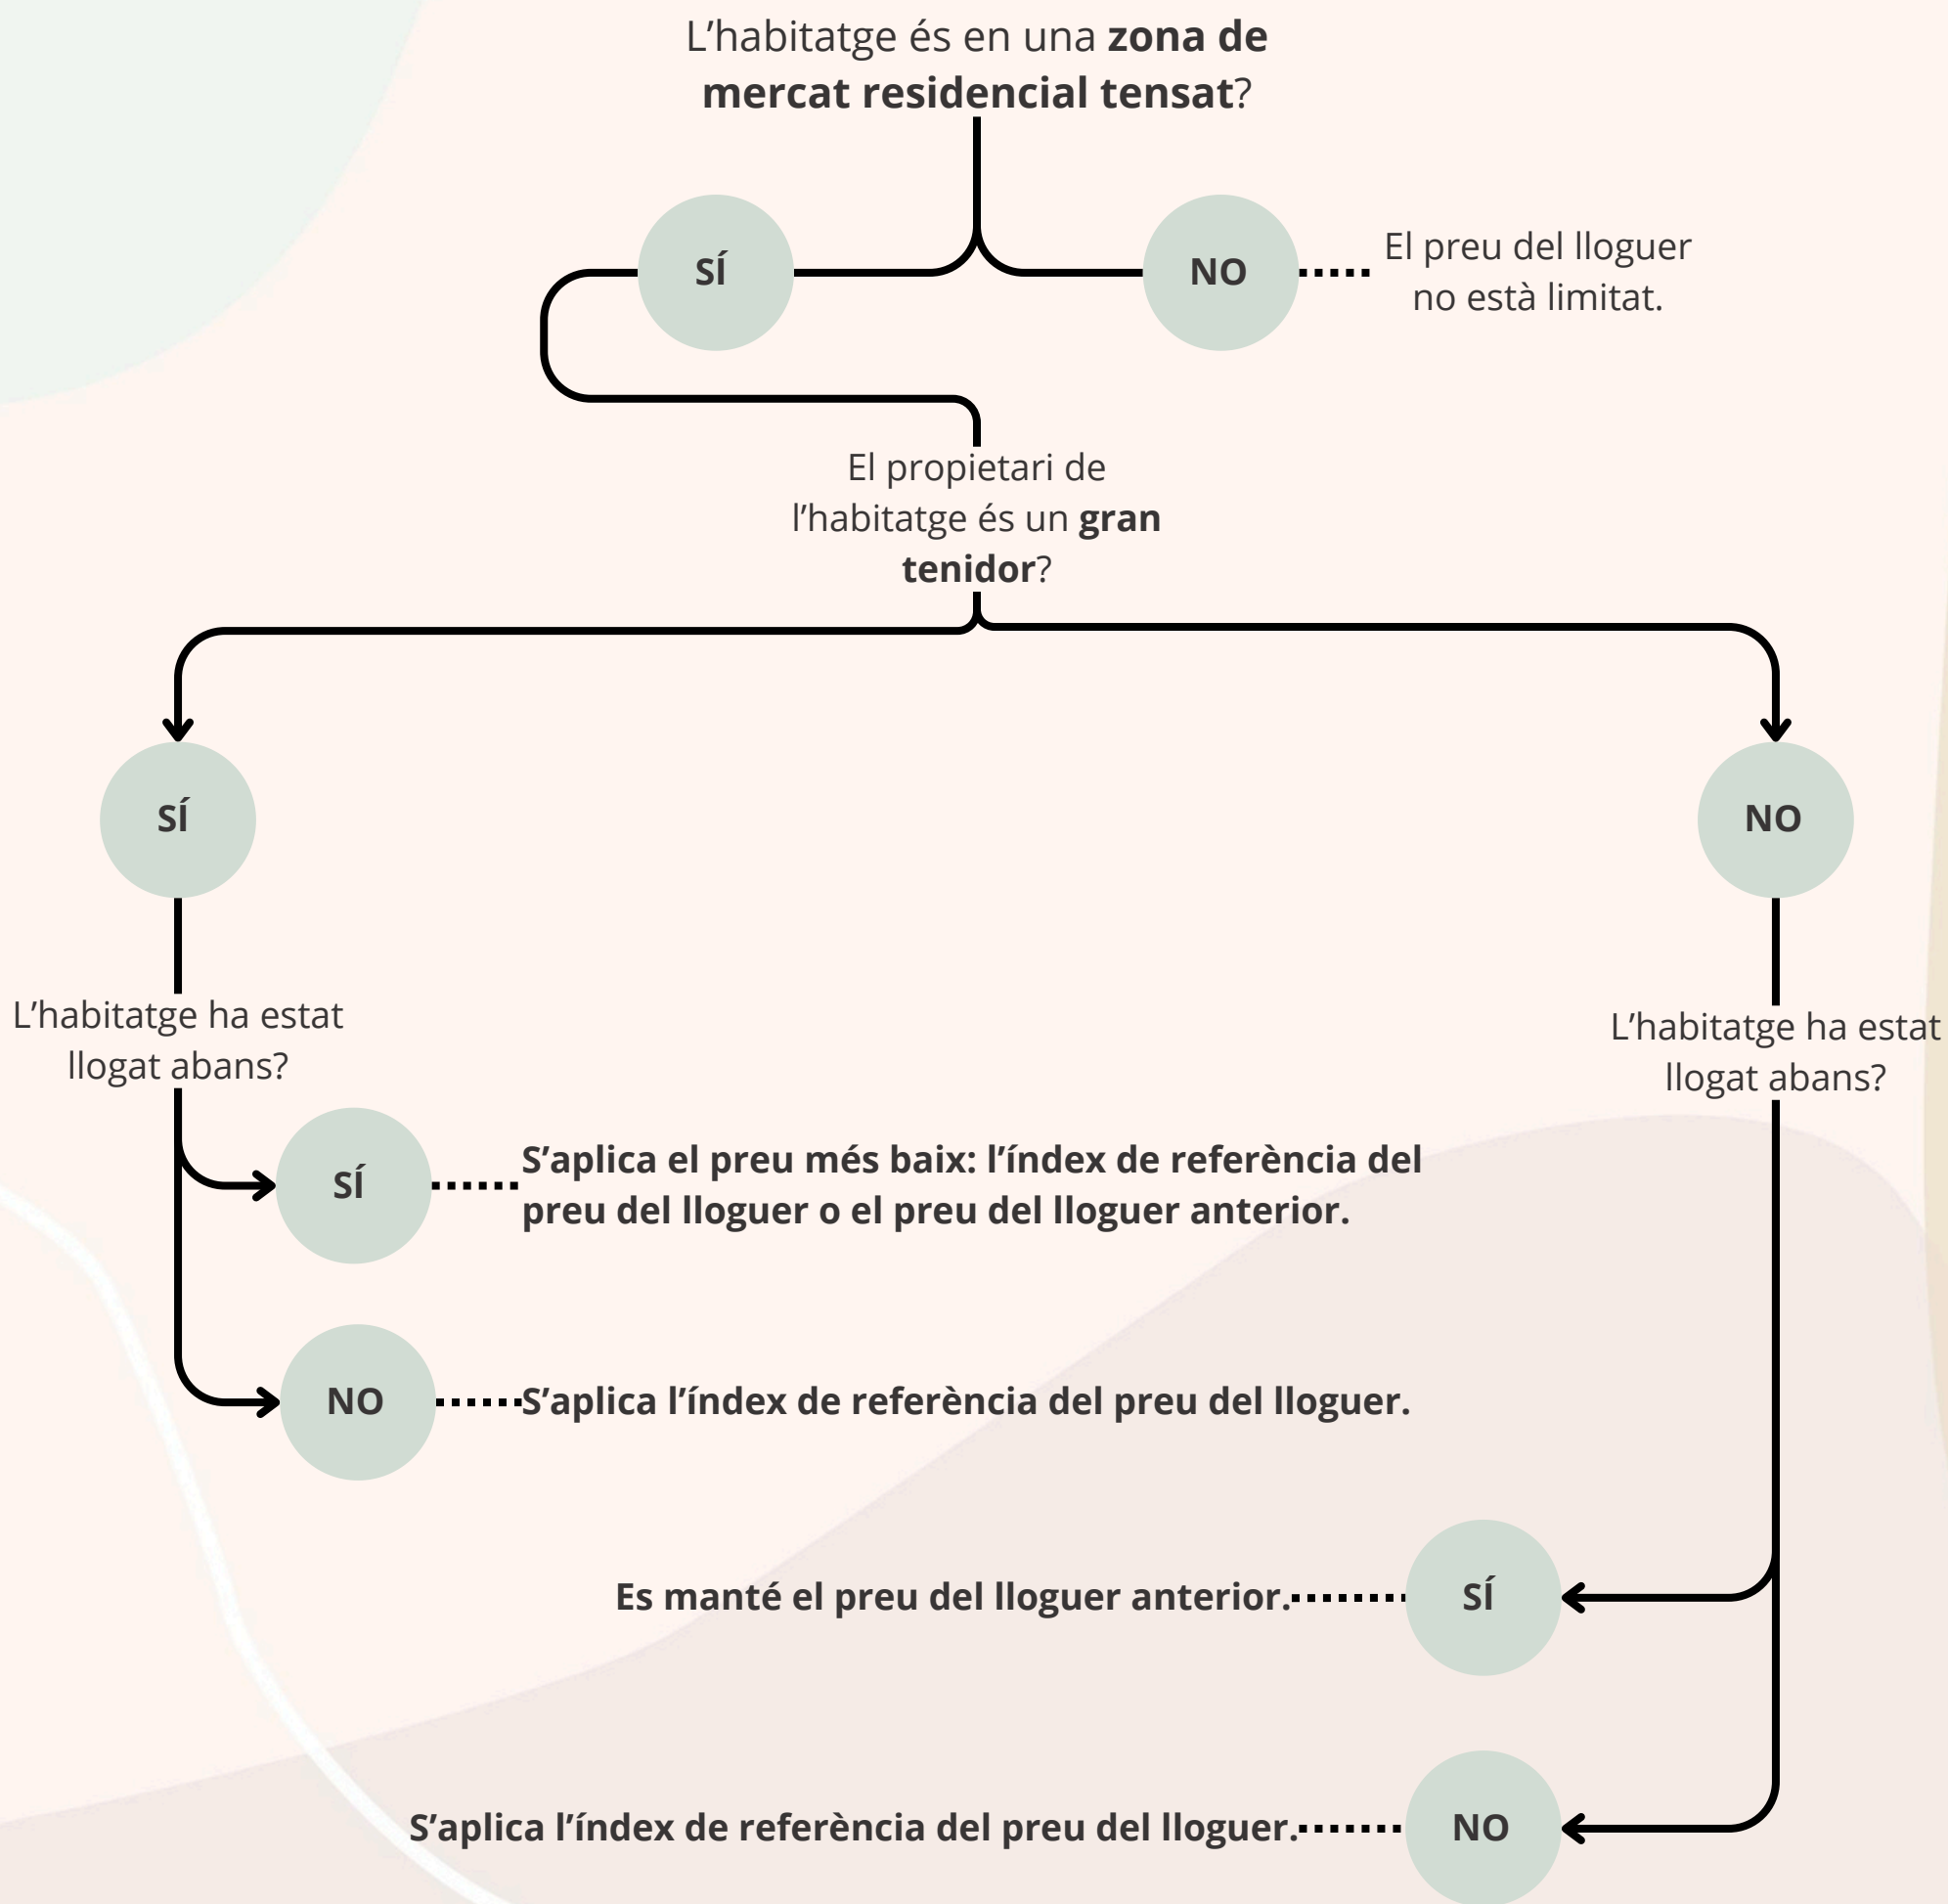 L’habitatge és en una zona de
mercat residencial tensat?
SÍ
NO
El preu del lloguer
no està limitat.
El propietari de
l’habitatge és un gran
tenidor?
SÍ
NO
L’habitatge ha estat
llogat abans?
L’habitatge ha estat
llogat abans?
SÍ
S’aplica el preu més baix: l’índex de referència del
preu del lloguer o el preu del lloguer anterior.
NO
S’aplica l’índex de referència del preu del lloguer.
Es manté el preu del lloguer anterior.
SÍ
S’aplica l’índex de referència del preu del lloguer.
NO